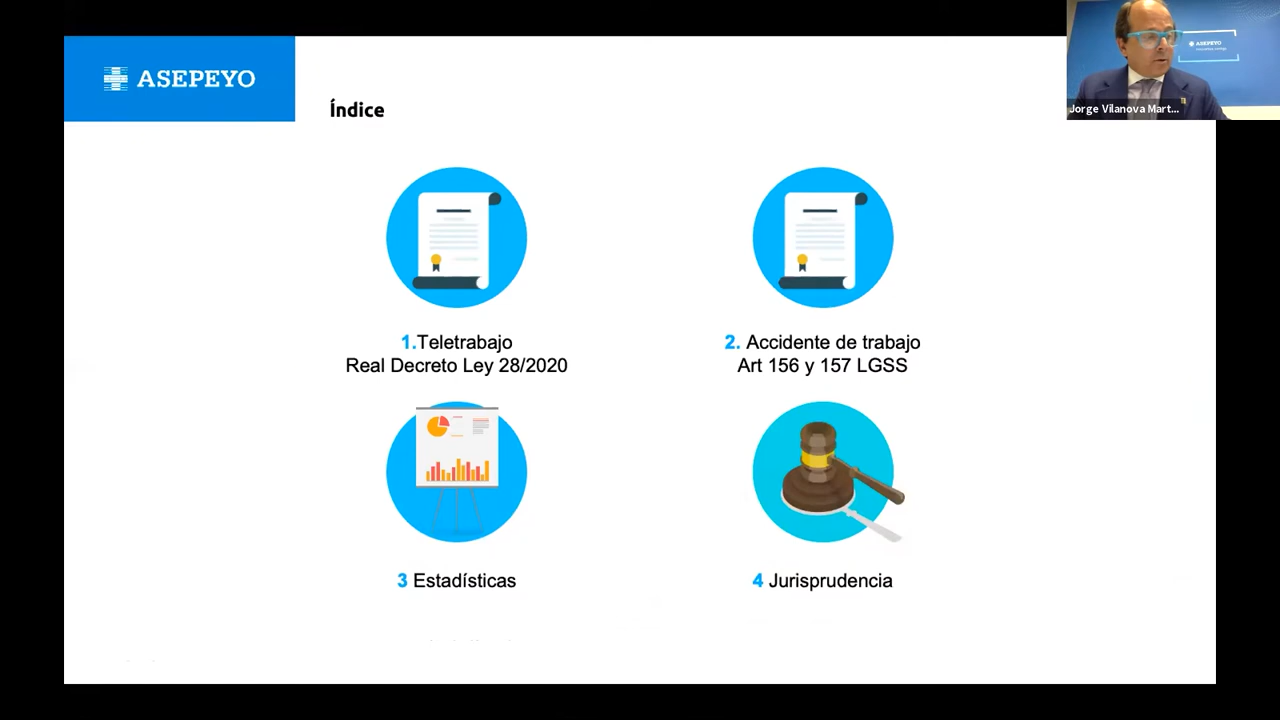 ASEPEYO
Índice
ASEPEYO
Jorge Vilanova Mart...
1.Teletrabajo
Real Decreto Ley 28/2020
2. Accidente de trabajo
Art 156 y 157 LGSS
3 Estadísticas
4 Jurisprudencia